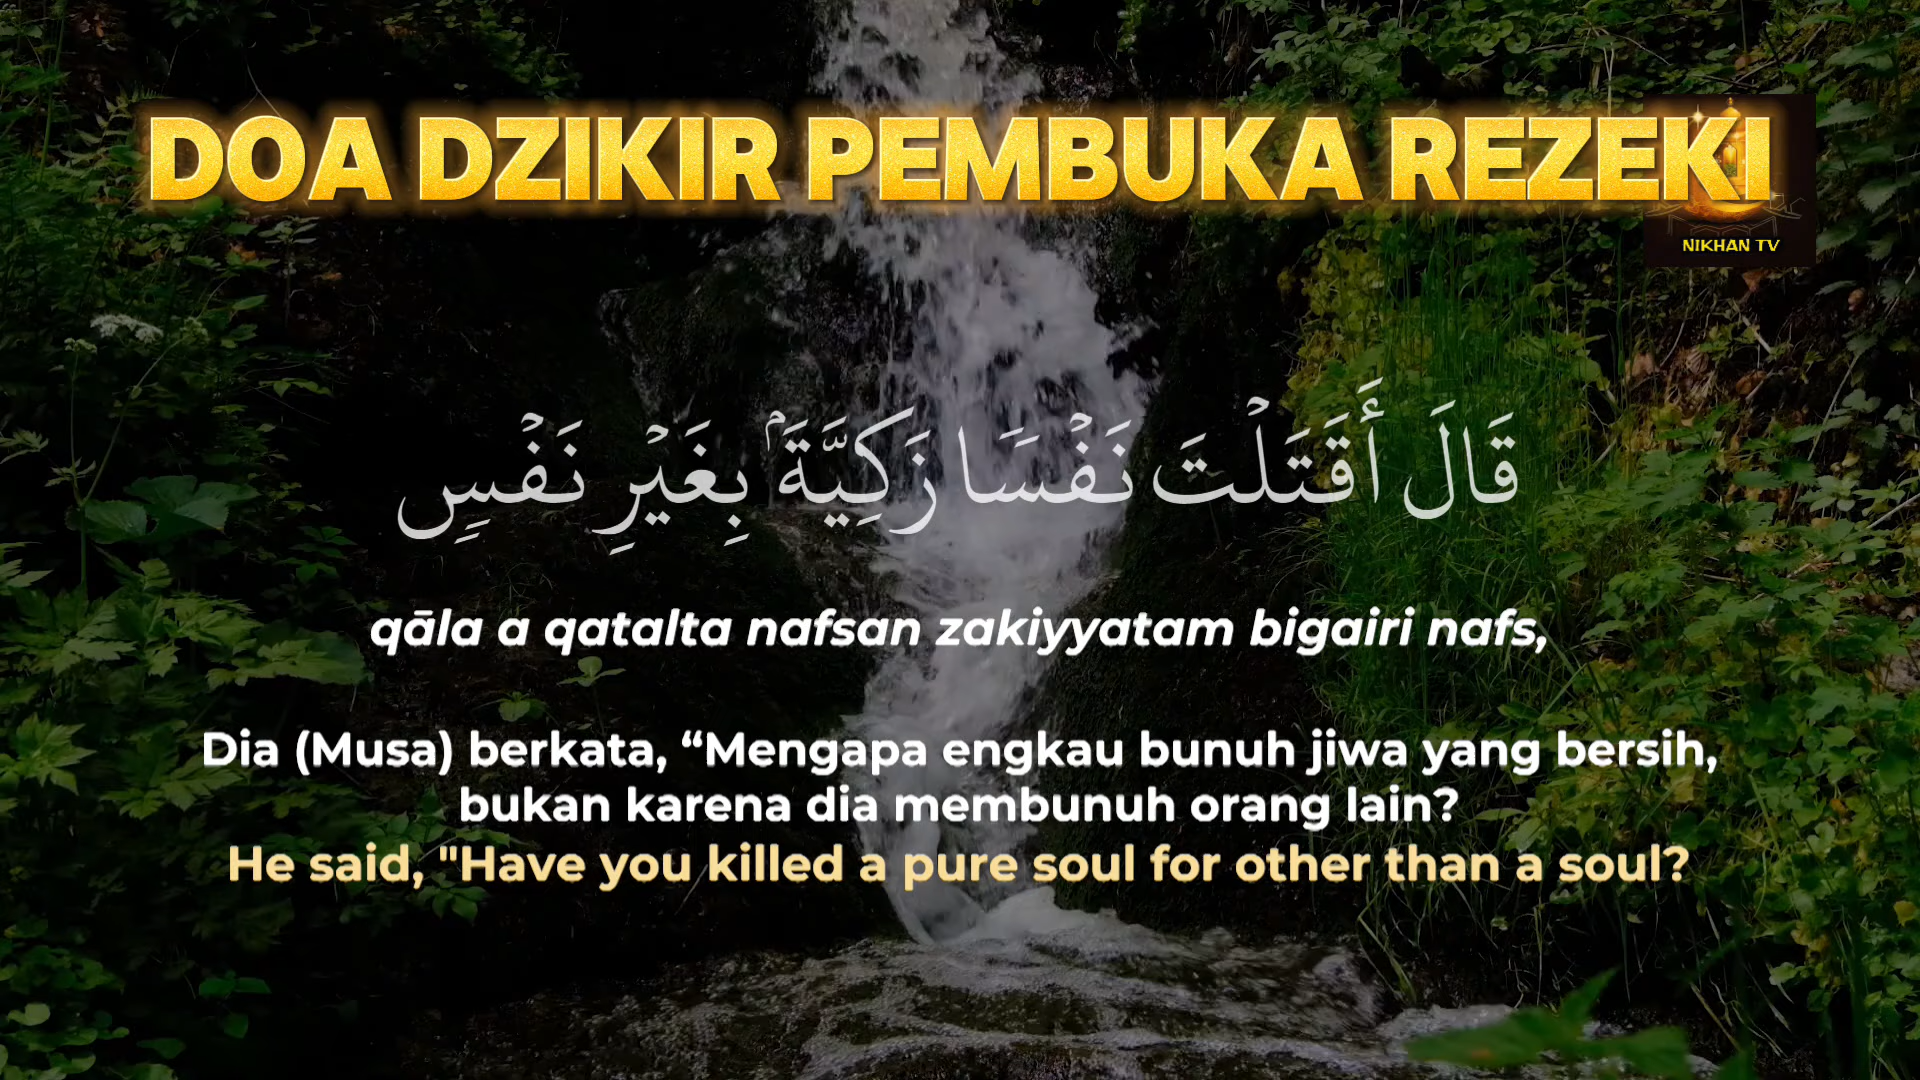 DOA DZIKIR PEMBUKA REZEKI
NIKHAN TV
قَالَ أَقَتَلۡتَ نَفۡسَا زَكِيَّةَۢ بِغَيۡرِ نَفۡسِ
qāla a qatalta nafsan zakiyyatam bigairi nafs,
Dia (Musa) berkata, “Mengapa engkau bunuh jiwa yang bersih,
bukan karena dia membunuh orang lain?
He said, "Have you killed a pure soul for other than a soul?